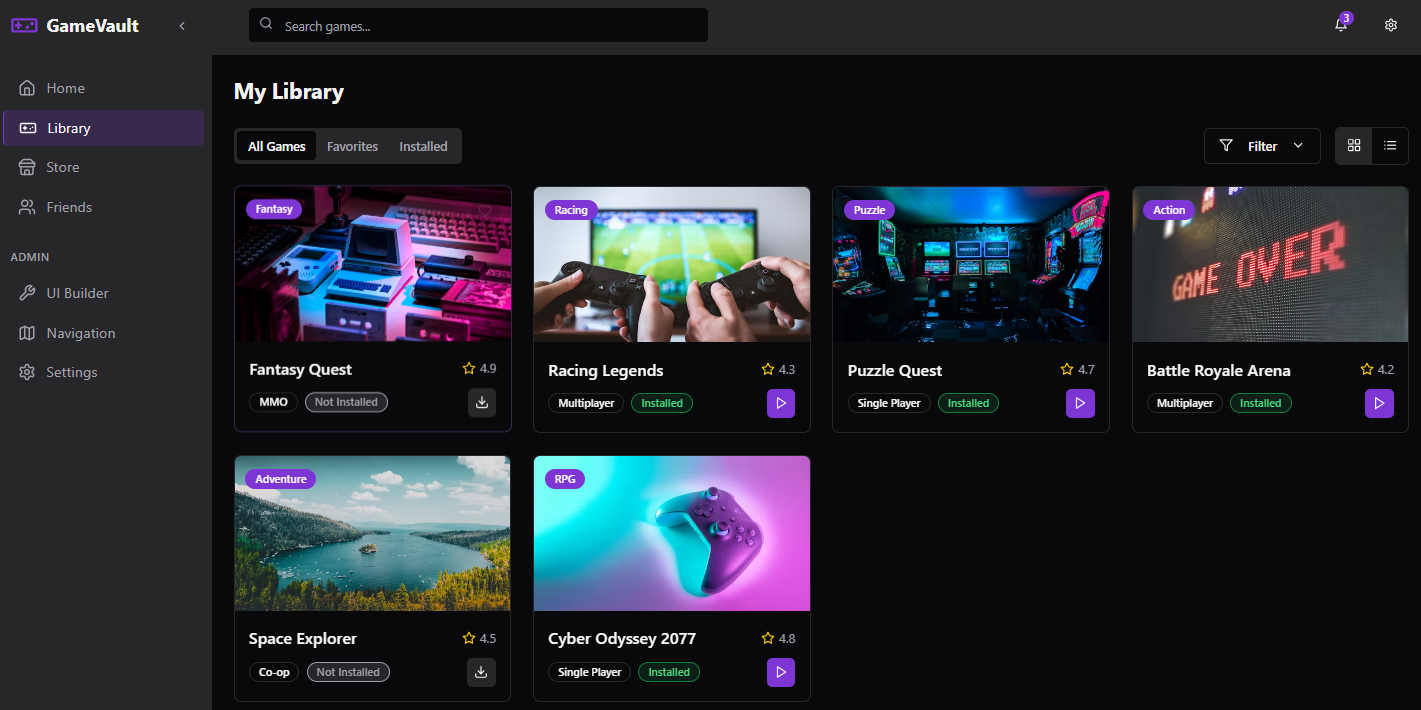 GameVault
Search games...
3
Home
Library
Store
Friends
ADMIN
UI Builder
Navigation
Settings
My Library
All Games Favorites Installed
Filter
Fantasy
Fantasy Quest 4.9
MMO Not Installed
Racing
Racing Legends 4.3
Multiplayer Installed
Puzzle
Puzzle Quest 4.7
Single Player Installed
Action
GAME OVER
Battle Royale Arena 4.2
Multiplayer Installed
Adventure
Space Explorer 4.5
Co-op Not Installed
RPG
Cyber Odyssey 2077 4.8
Single Player Installed